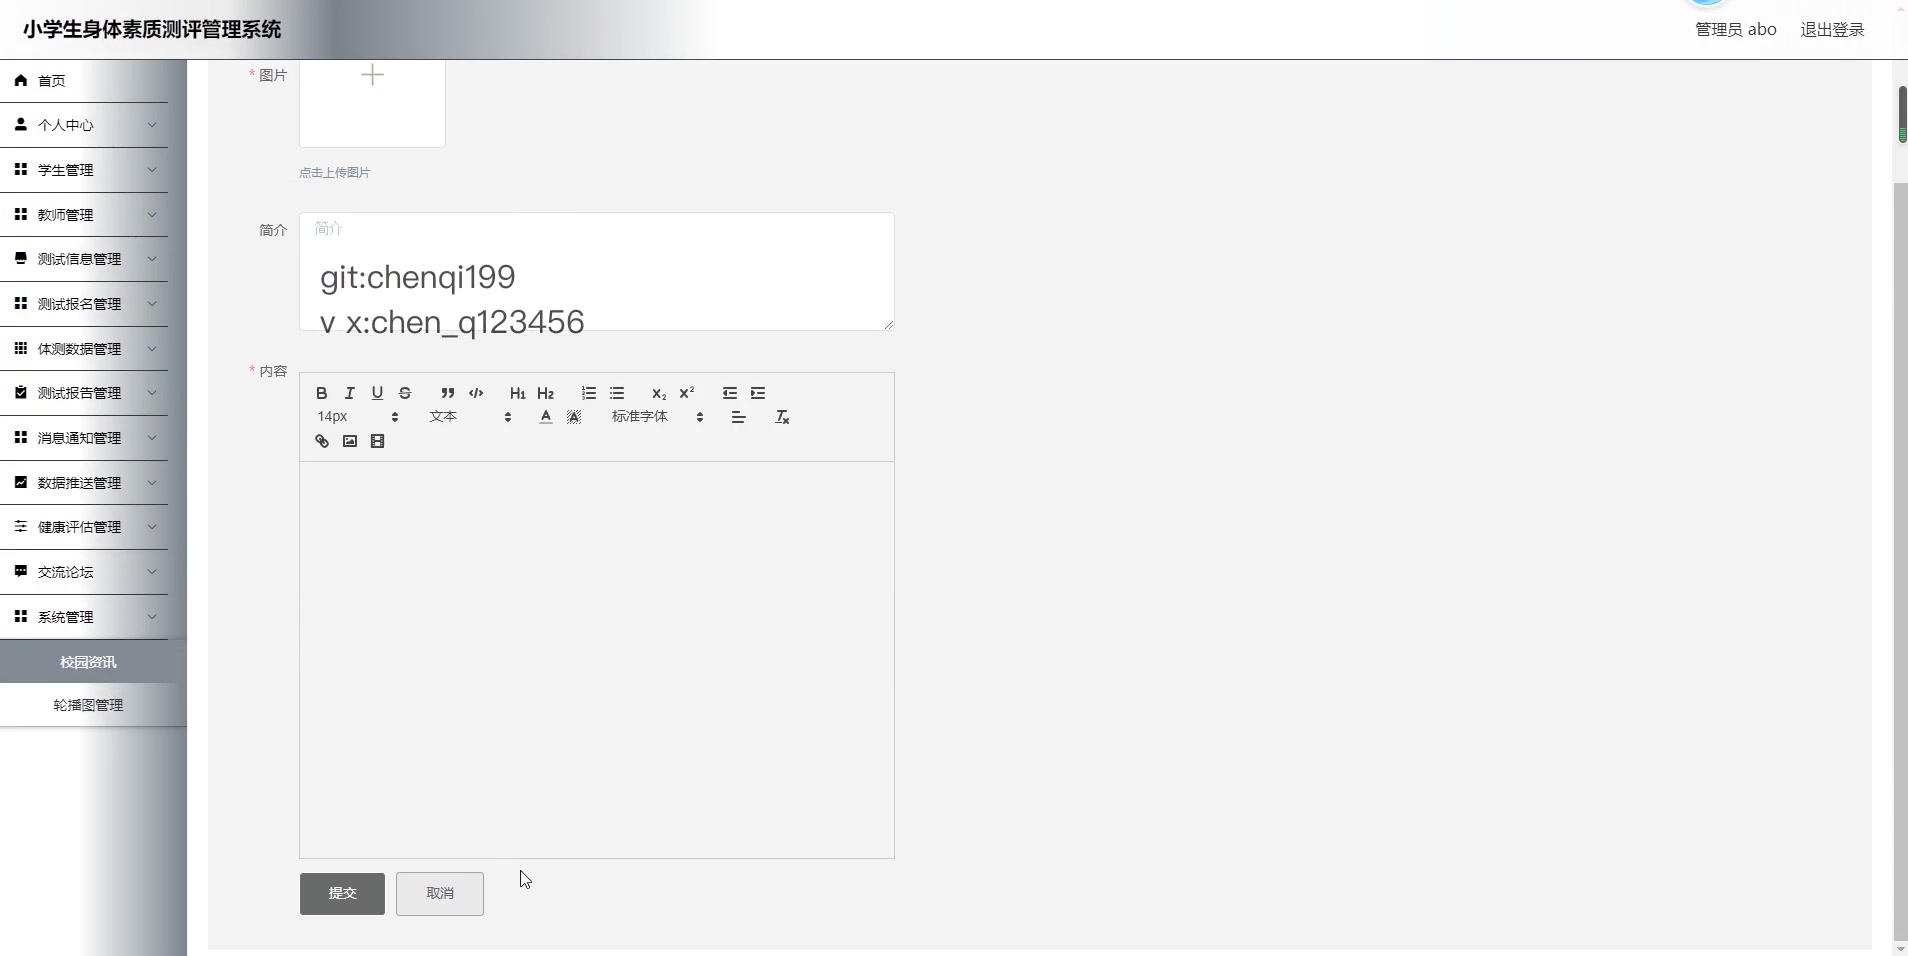 小学生身体素质测评管理系统
管理员 abo
退出登录
首页
个人中心
学生管理
教师管理
测试信息管理
测试报名管理
体测数据管理
测试报告管理
消息通知管理
数据推送管理
健康评估管理
交流论坛
系统管理
校园资讯
轮播图管理
* 图片
点击上传图片
简介
简介
git:chenqi199
v x:chen_q123456
* 内容
B I U S H1 H2 x2 x2
14px 文本 A A 标准字体 Tx
提交
取消